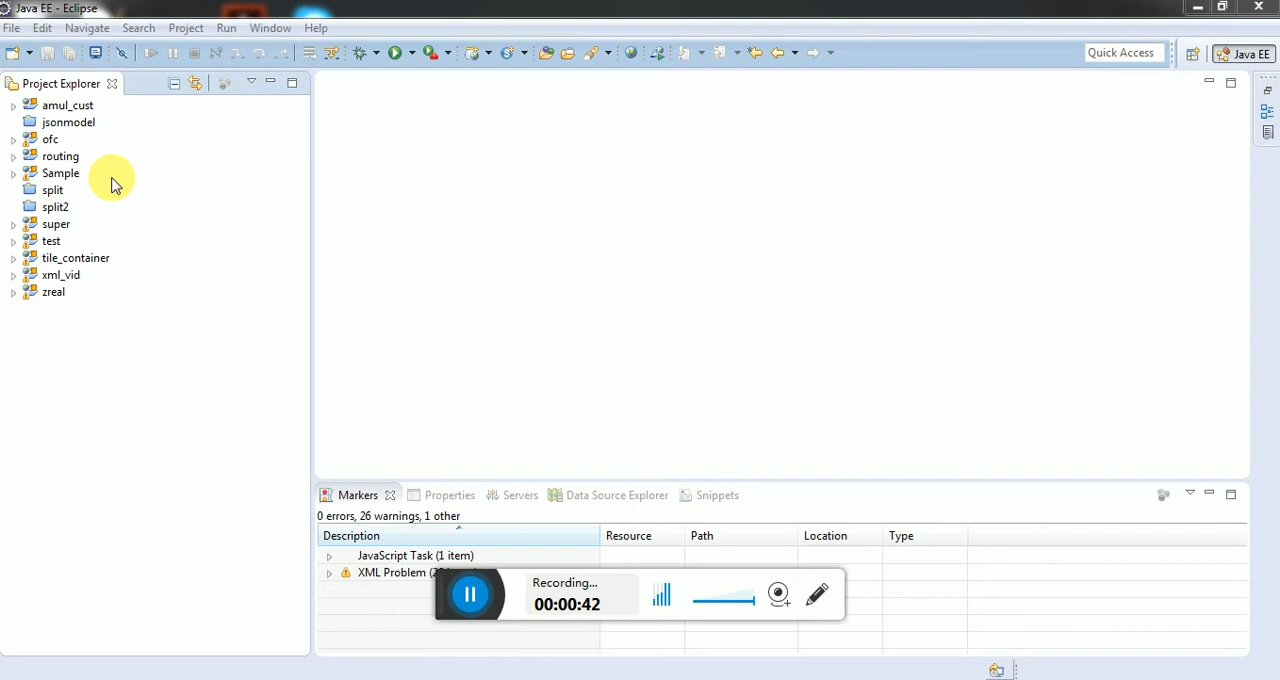 Java EE - Eclipse
File Edit Navigate Search Project Run Window Help
Quick Access Java EE
Project Explorer
amul_cust
jsonmodel
ofc
routing
Sample
split
split2
super
test
tile_container
xml_vid
zreal
Markers Properties Servers Data Source Explorer Snippets
0 errors, 26 warnings, 1 other
Description Resource Path Location Type
JavaScript Task (1 item)
XML Problem (
Recording...
00:00:42